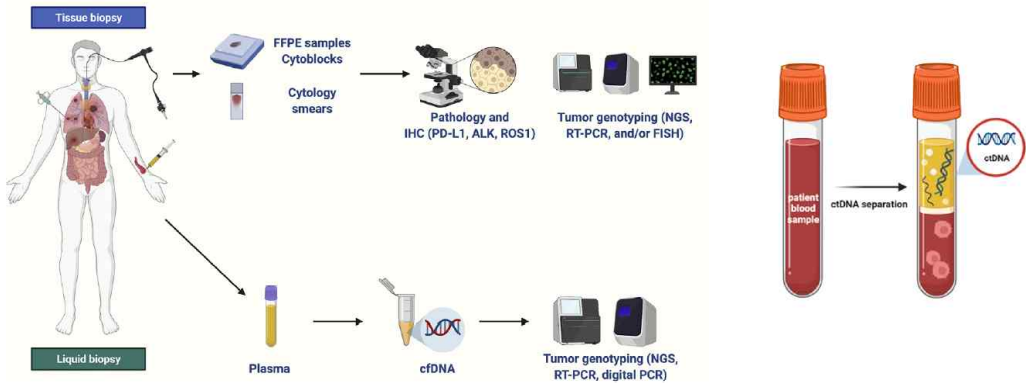 Tissue biopsy
FFPE samples
Cytoblocks
Cytology
smears
Pathology and
IHC (PD-L1, ALK, ROS1)
Tumor genotyping (NGS,
RT-PCR, and/or FISH)
Liquid biopsy
Plasma
cfDNA
Tumor genotyping (NGS,
RT-PCR, digital PCR)
patient
blood
sample
ctDNA separation
ctDNA